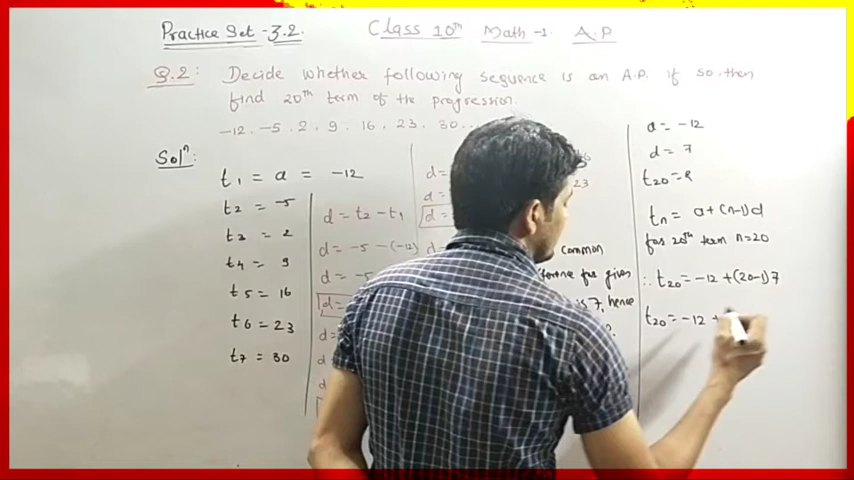 Practice Set - 3.2. Class 10th Math-1. A.P
Q.2: Decide whether following sequence is an A.P. if so then
find 20th term of the progression.
-12, -5, 2, 9, 16, 23, 30...
Solⁿ:
t1 = a = -12
t2 = -5
t3 = 2
t4 = 9
t5 = 16
t6 = 23
t7 = 30
d = t2 - t1
d = -5 - (-12)
d = -5
d =
d =
d
d
d =
d =
d =
23
common
for given
is 7, hence
a = -12
d = 7
t20 = ?
tn = a + (n-1)d
for 20th term n=20
∴ t20 = -12 + (20-1)7
t20 = -12 +